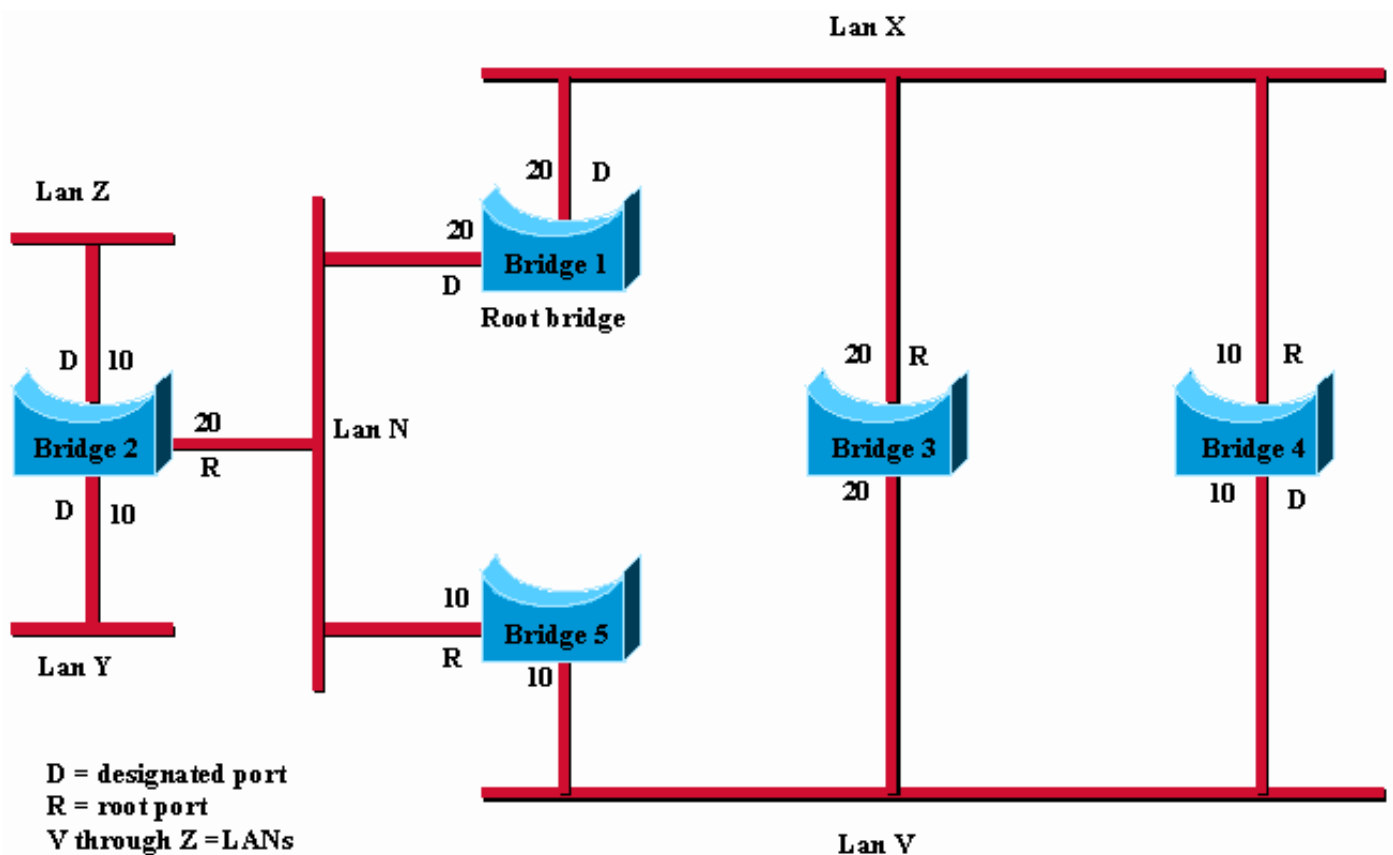 Lan X
20 D
Lan Z
20
Bridge 1
D
Root bridge
D 10
20 R
10 R
20
Bridge 2
Lan N
Bridge 3
Bridge 4
R
20
10 D
D 10
10
Bridge 5
R
10
Lan Y
D = designated port
R = root port
V through Z =LANs
Lan V